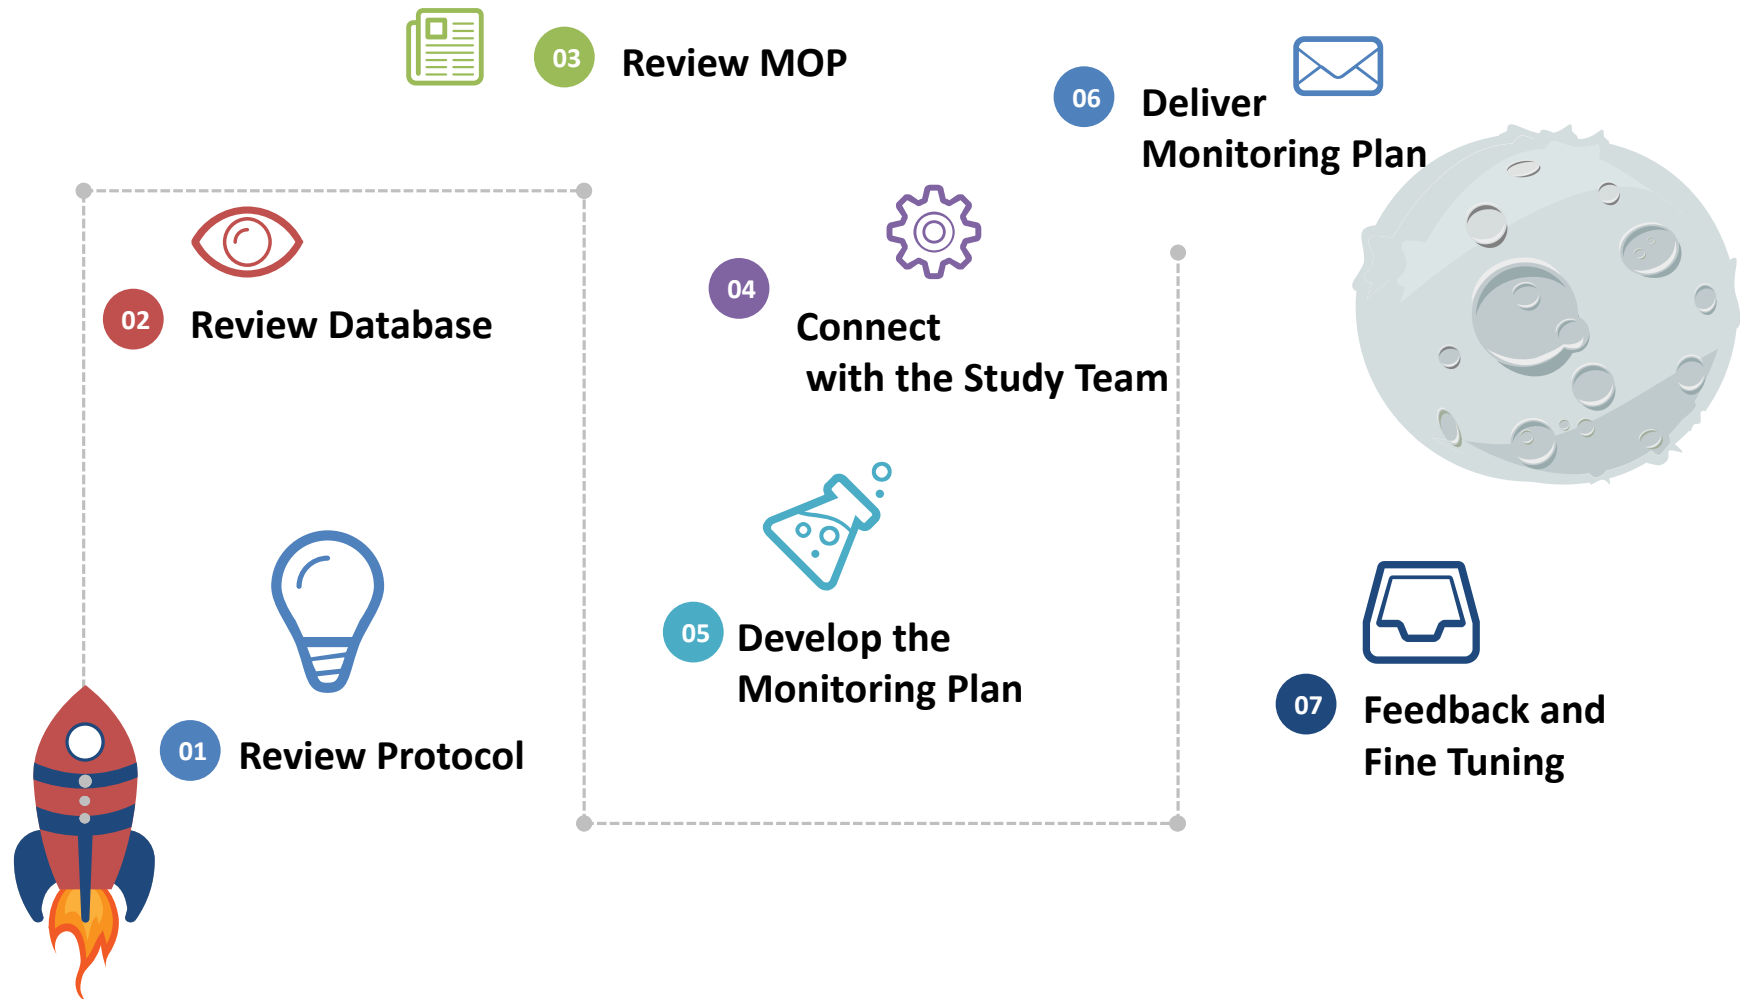 01
Review Protocol
02
Review Database
03
Review MOP
04
Connect
with the Study Team
05
Develop the
Monitoring Plan
06
Deliver
Monitoring Plan
07
Feedback and
Fine Tuning